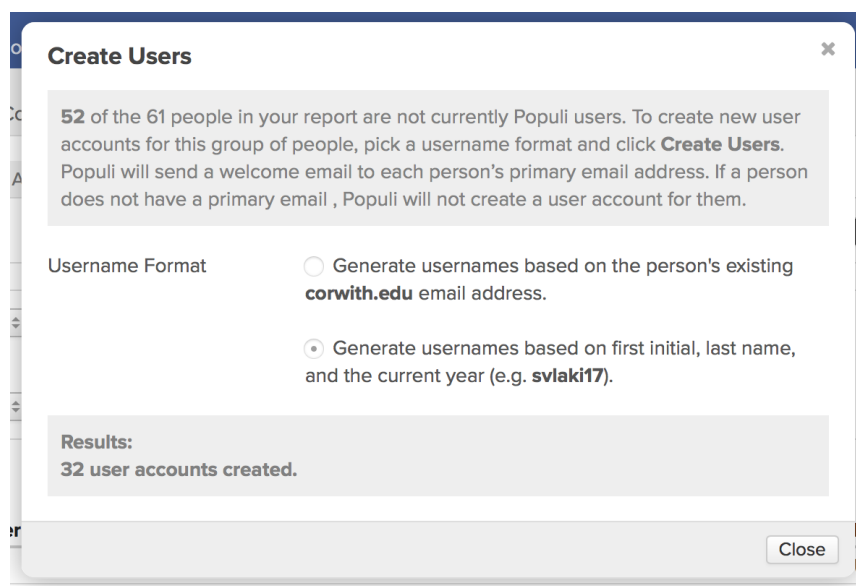 Create Users
52 of the 61 people in your report are not currently Populi users. To create new user
accounts for this group of people, pick a username format and click Create Users.
Populi will send a welcome email to each person's primary email address. If a person
does not have a primary email , Populi will not create a user account for them.
Username Format
Generate usernames based on the person's existing
corwith.edu email address.
Generate usernames based on first initial, last name,
and the current year (e.g. svlaki17).
Results:
32 user accounts created.
Close